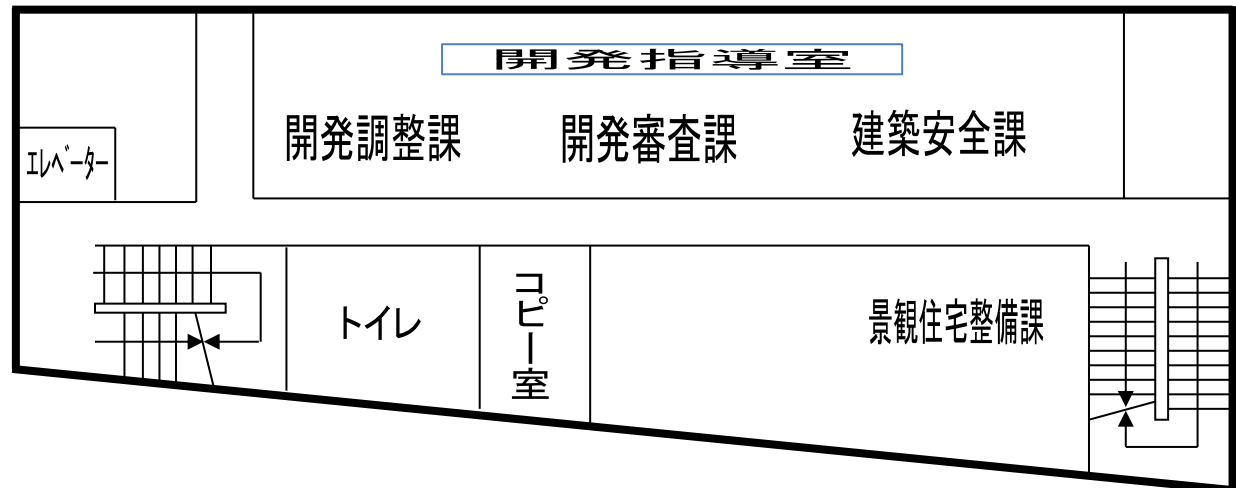 開発指導室
開発調整課
開発審査課
建築安全課
エレベーター
トイレ
コピー室
景観住宅整備課